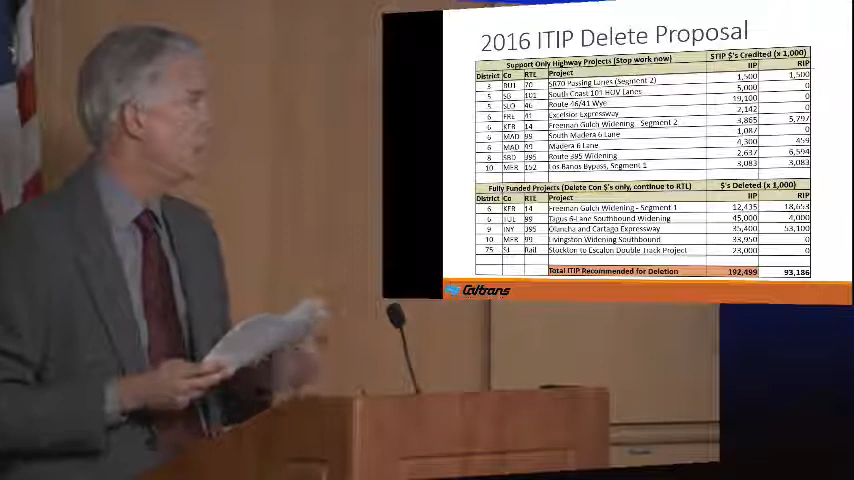 2016 ITIP Delete Proposal
Support Only Highway Projects (Stop work now) STIP $'s Credited (x 1,000)
District Co RTE Project IIP RIP
3 BUT 70 SR70 Passing Lanes (Segment 2) 1,500 1,500
5 SB 101 South Coast 101 HOV Lanes 5,000 0
5 SLO 46 Route 46/41 Wye 19,100 0
6 FRE 41 Excelsior Expressway 2,142 0
6 KER 14 Freeman Gulch Widening - Segment 2 3,865 5,797
6 MAD 99 South Madera 6 Lane 1,087 0
6 MAD 99 Madera 6 Lane 4,300 459
8 SBD 395 Route 395 Widening 2,637 6,594
10 MER 152 Los Banos Bypass, Segment 1 3,083 3,083
Fully Funded Projects (Delete Con $'s only, continue to RTL) $'s Deleted (x 1,000)
District Co RTE Project IIP RIP
6 KER 14 Freeman Gulch Widening - Segment 1 12,435 18,653
6 TUL 99 Tagus 6-Lane Southbound Widening 45,000 4,000
9 INY 395 Olancha and Cartago Expressway 35,400 53,100
10 MER 99 Livingston Widening Southbound 33,950 0
75 SJ Rail Stockton to Escalon Double Track Project 23,000 0
Total ITIP Recommended for Deletion 192,499 93,186
Caltrans